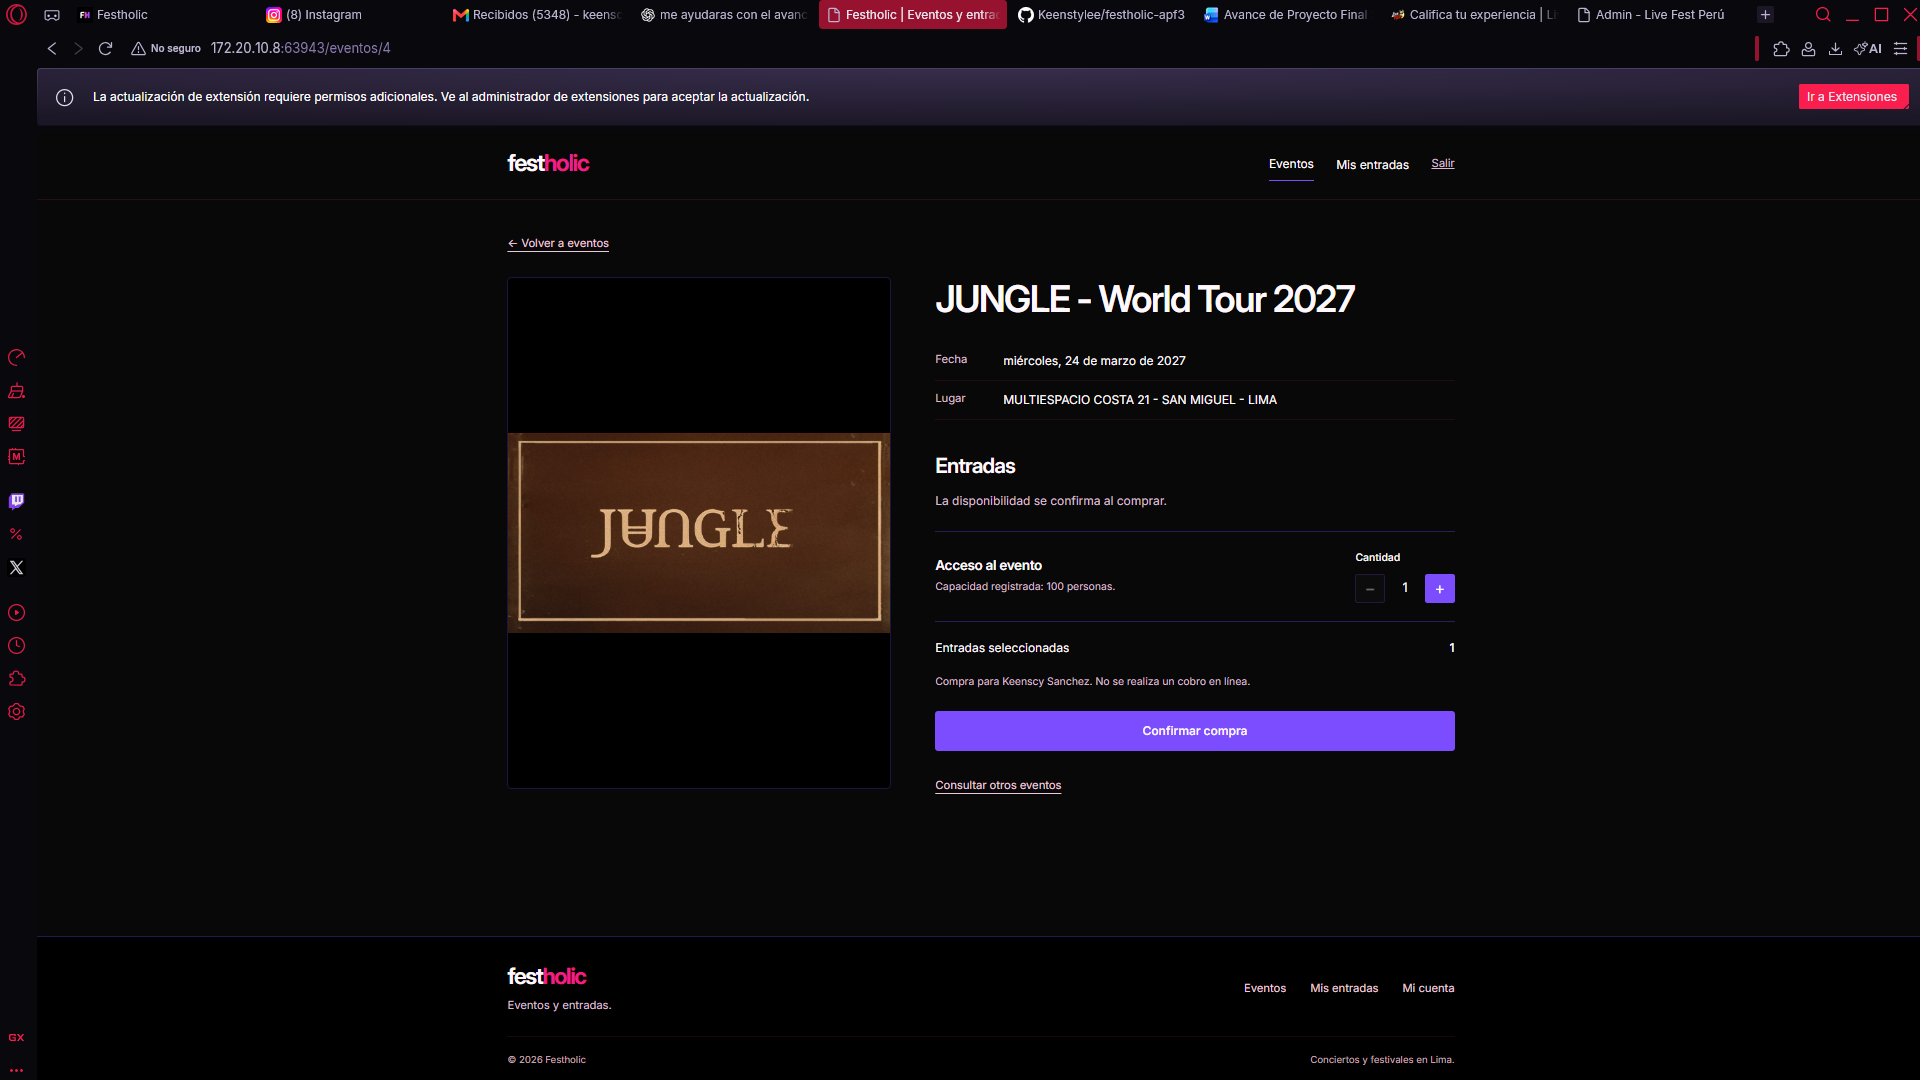 Festholic
(8) Instagram
Recibidos (5348) - keensc
me ayudaras con el avanc
Festholic | Eventos y entra
Keenstylee/festholic-apf3
Avance de Proyecto Final
Califica tu experiencia | Li
Admin - Live Fest Perú
No seguro 172.20.10.8:63943/eventos/4
AI
La actualización de extensión requiere permisos adicionales. Ve al administrador de extensiones para aceptar la actualización.
Ir a Extensiones
festholic
Eventos
Mis entradas
Salir
← Volver a eventos
JUNGLE
JUNGLE - World Tour 2027
Fecha miércoles, 24 de marzo de 2027
Lugar MULTIESPACIO COSTA 21 - SAN MIGUEL - LIMA
Entradas
La disponibilidad se confirma al comprar.
Acceso al evento
Capacidad registrada: 100 personas.
Cantidad
− 1 +
Entradas seleccionadas 1
Compra para Keenscy Sanchez. No se realiza un cobro en línea.
Confirmar compra
Consultar otros eventos
festholic
Eventos y entradas.
Eventos
Mis entradas
Mi cuenta
© 2026 Festholic
Conciertos y festivales en Lima.
GX